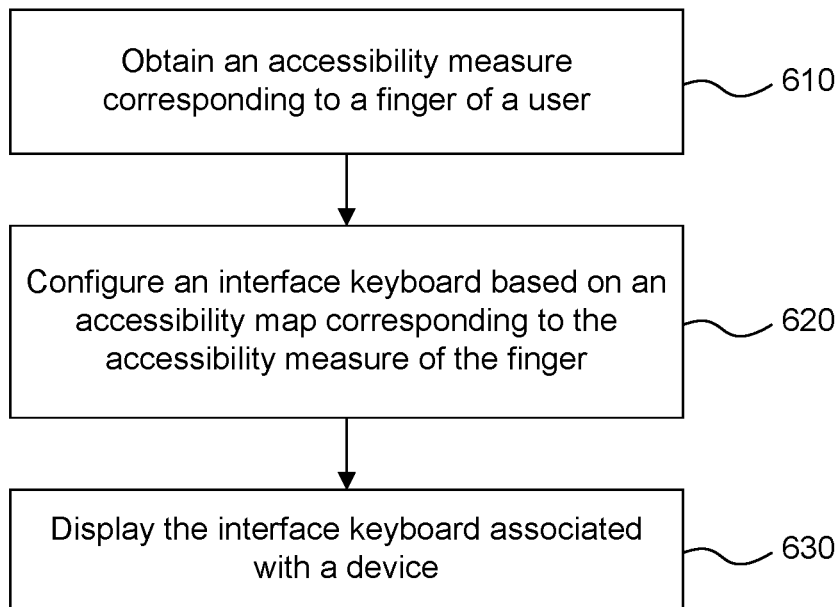 Obtain an accessibility measure
corresponding to a finger of a user
610
Configure an interface keyboard based on an
accessibility map corresponding to the
accessibility measure of the finger
620
Display the interface keyboard associated
with a device
630